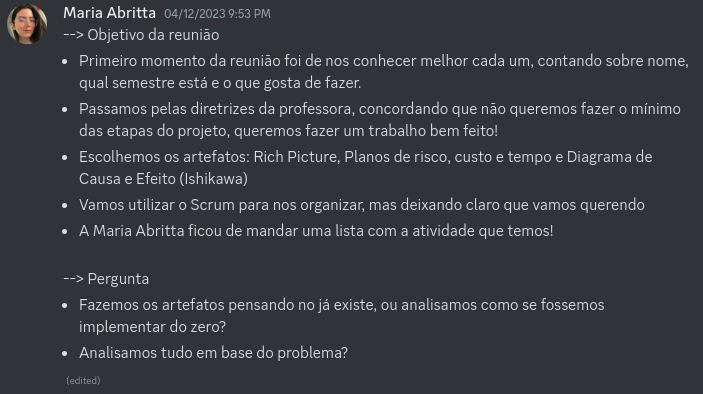 Maria Abritta 04/12/2023 9:53 PM
--> Objetivo da reunião
• Primeiro momento da reunião foi de nos conhecer melhor cada um, contando sobre nome,
qual semestre está e o que gosta de fazer.
• Passamos pelas diretrizes da professora, concordando que não queremos fazer o mínimo
das etapas do projeto, queremos fazer um trabalho bem feito!
• Escolhemos os artefatos: Rich Picture, Planos de risco, custo e tempo e Diagrama de
Causa e Efeito (Ishikawa)
• Vamos utilizar o Scrum para nos organizar, mas deixando claro que vamos querendo
• A Maria Abritta ficou de mandar uma lista com a atividade que temos!
--> Pergunta
• Fazemos os artefatos pensando no já existe, ou analisamos como se fossemos
implementar do zero?
• Analisamos tudo em base do problema?
(edited)